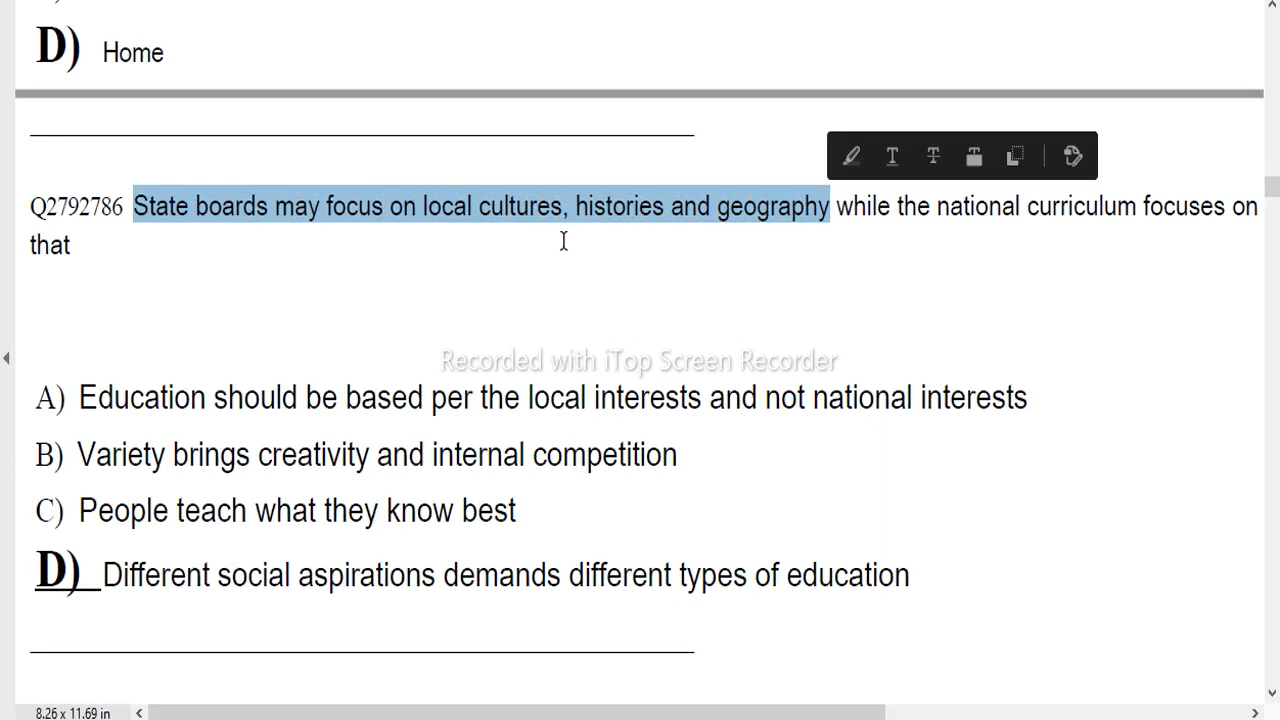 D) Home
Q2792786 State boards may focus on local cultures, histories and geography while the national curriculum focuses on
that
Recorded with iTop Screen Recorder
A) Education should be based per the local interests and not national interests
B) Variety brings creativity and internal competition
C) People teach what they know best
D) Different social aspirations demands different types of education
8.26 x 11.69 in